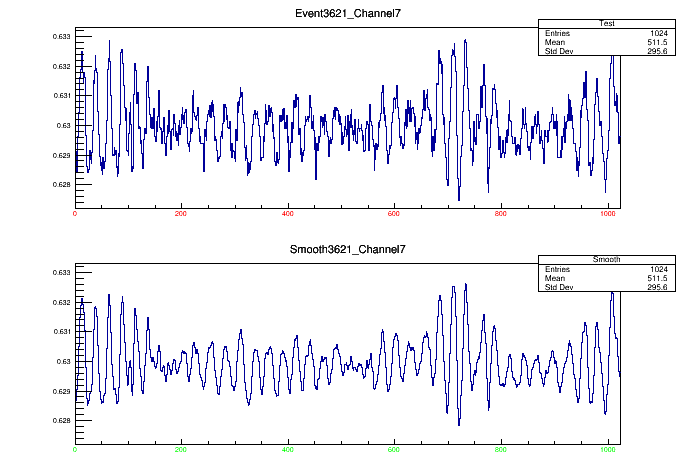 Event3621_Channel7
Test
Entries 1024
Mean 511.5
Std Dev 295.6
0.633
0.632
0.631
0.63
0.629
0.628
0 200 400 600 800 1000
Smooth3621_Channel7
Smooth
Entries 1024
Mean 511.5
Std Dev 295.6
0.633
0.632
0.631
0.63
0.629
0.628
0 200 400 600 800 1000